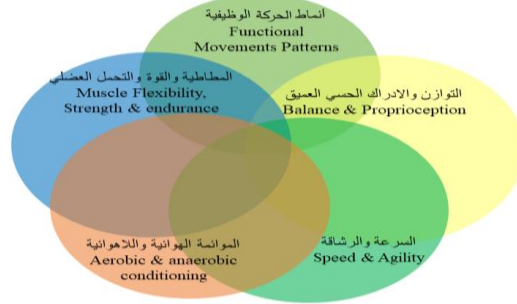 أنماط الحركة الوظيفية
Functional
Movements Patterns
المطاطية والقوة والتحمل العضلي
Muscle Flexibility,
Strength & endurance
التوازن والادراك الحسي العميق
Balance & Proprioception
الموائمة الهوائية واللاهوائية
Aerobic & anaerobic
conditioning
السرعة والرشاقة
Speed & Agility